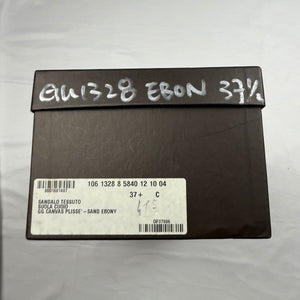 GU1328 EBON 37½
106 1328 8 5840 12 10 04
37+ C
SANDALO TESSUTO
SUOLA CUOIO
GG CANVAS PLISSE' - SAND EBONY